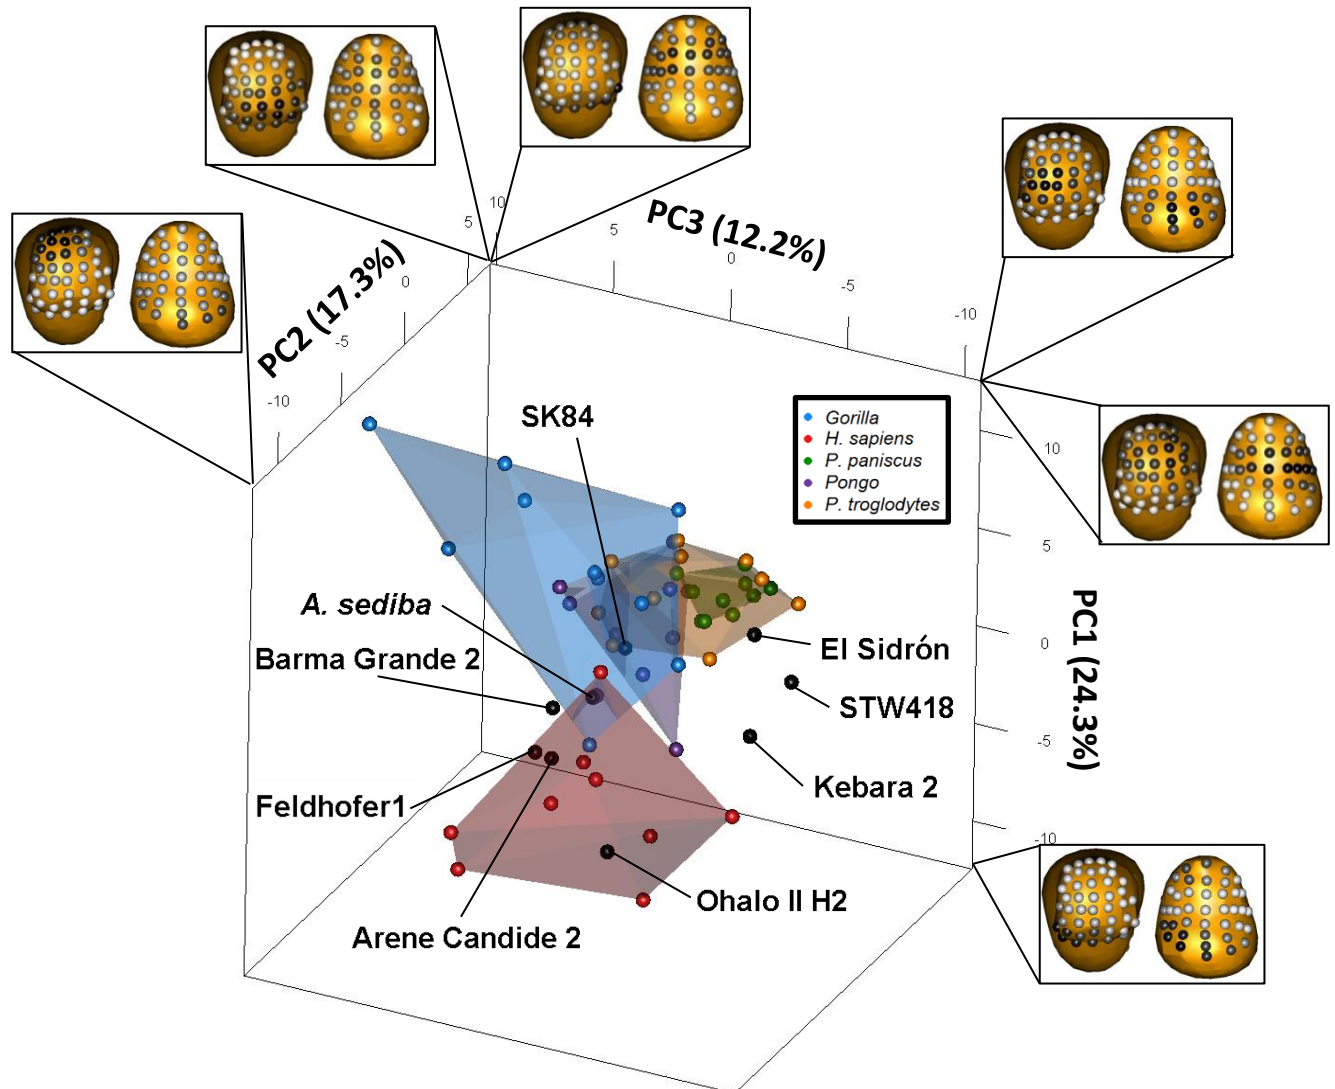 10
5
0
-5
-10
PC2 (17.3%)
5
0
-5
-10
PC3 (12.2%)
10
5
0
-5
-10
PC1 (24.3%)
Gorilla
H. sapiens
P. paniscus
Pongo
P. troglodytes
SK84
A. sediba
Barma Grande 2
El Sidrón
STW418
Kebara 2
Feldhofer1
Ohalo II H2
Arene Candide 2